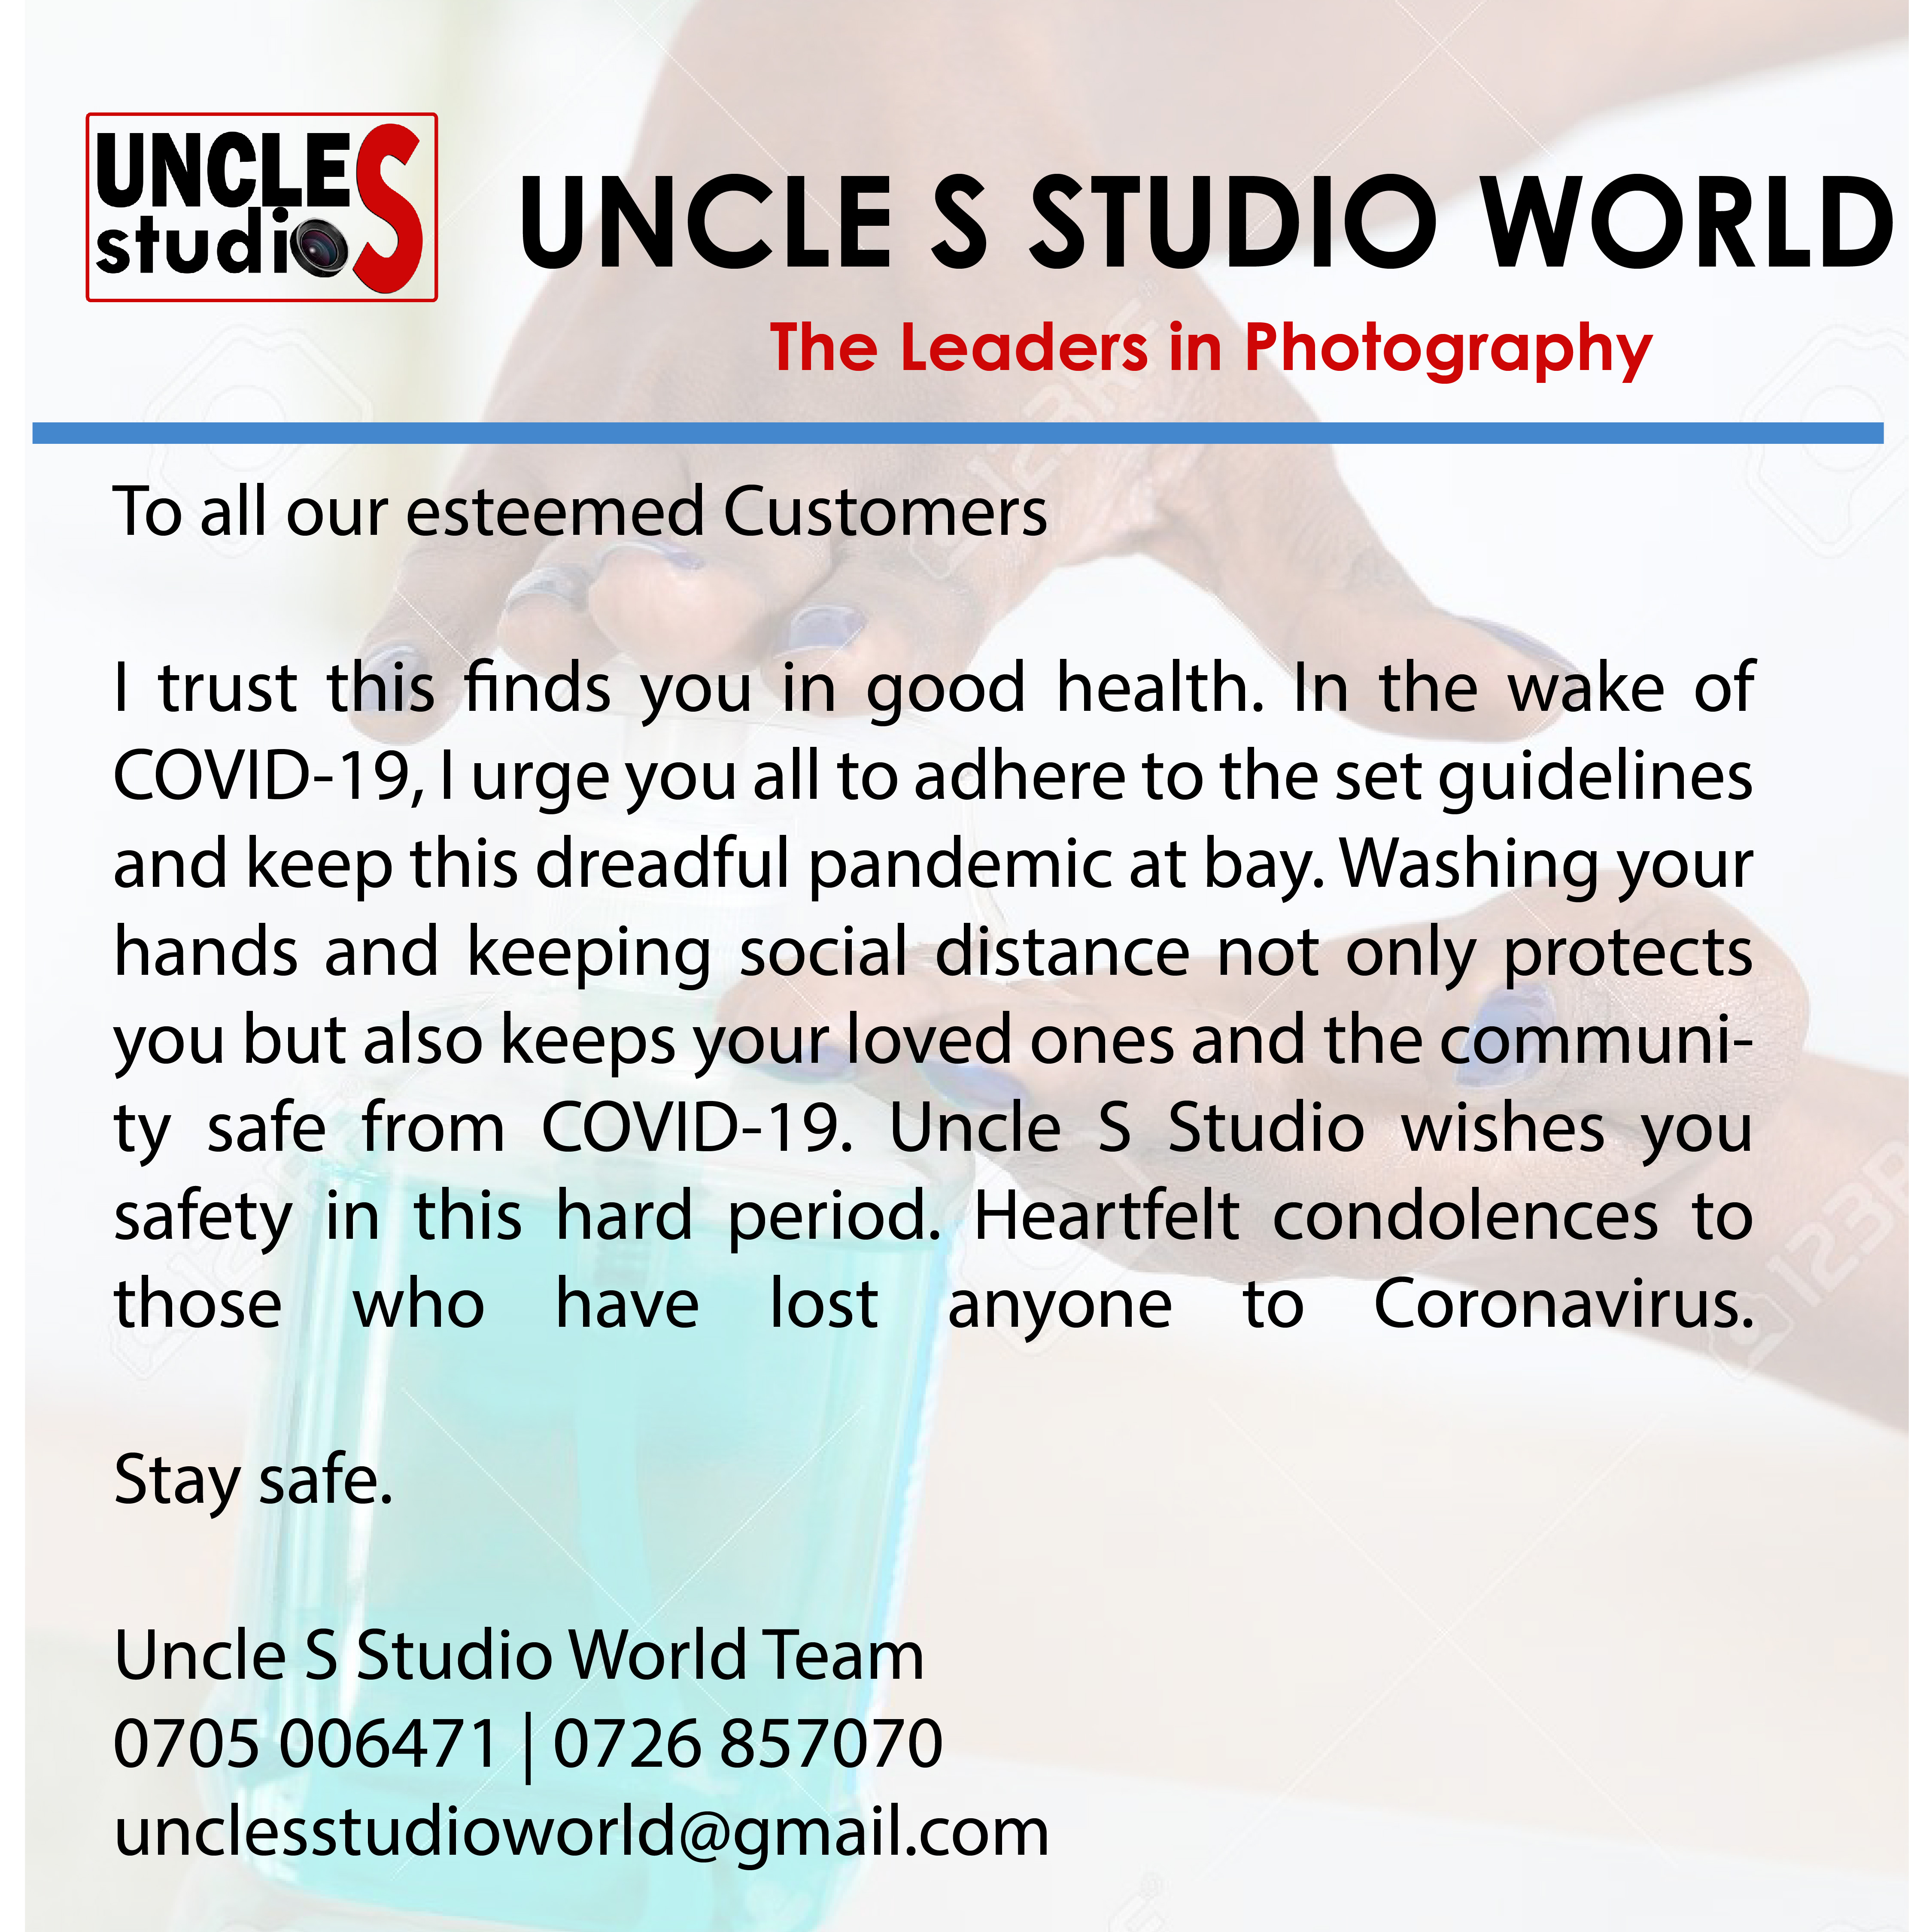 UNCLE S
studio
UNCLE S STUDIO WORLD
The Leaders in Photography
To all our esteemed Customers
I trust this finds you in good health. In the wake of
COVID-19, I urge you all to adhere to the set guidelines
and keep this dreadful pandemic at bay. Washing your
hands and keeping social distance not only protects
you but also keeps your loved ones and the communi-
ty safe from COVID-19. Uncle S Studio wishes you
safety in this hard period. Heartfelt condolences to
those who have lost anyone to Coronavirus.
Stay safe.
Uncle S Studio World Team
0705 006471 | 0726 857070
unclesstudioworld@gmail.com
123RF